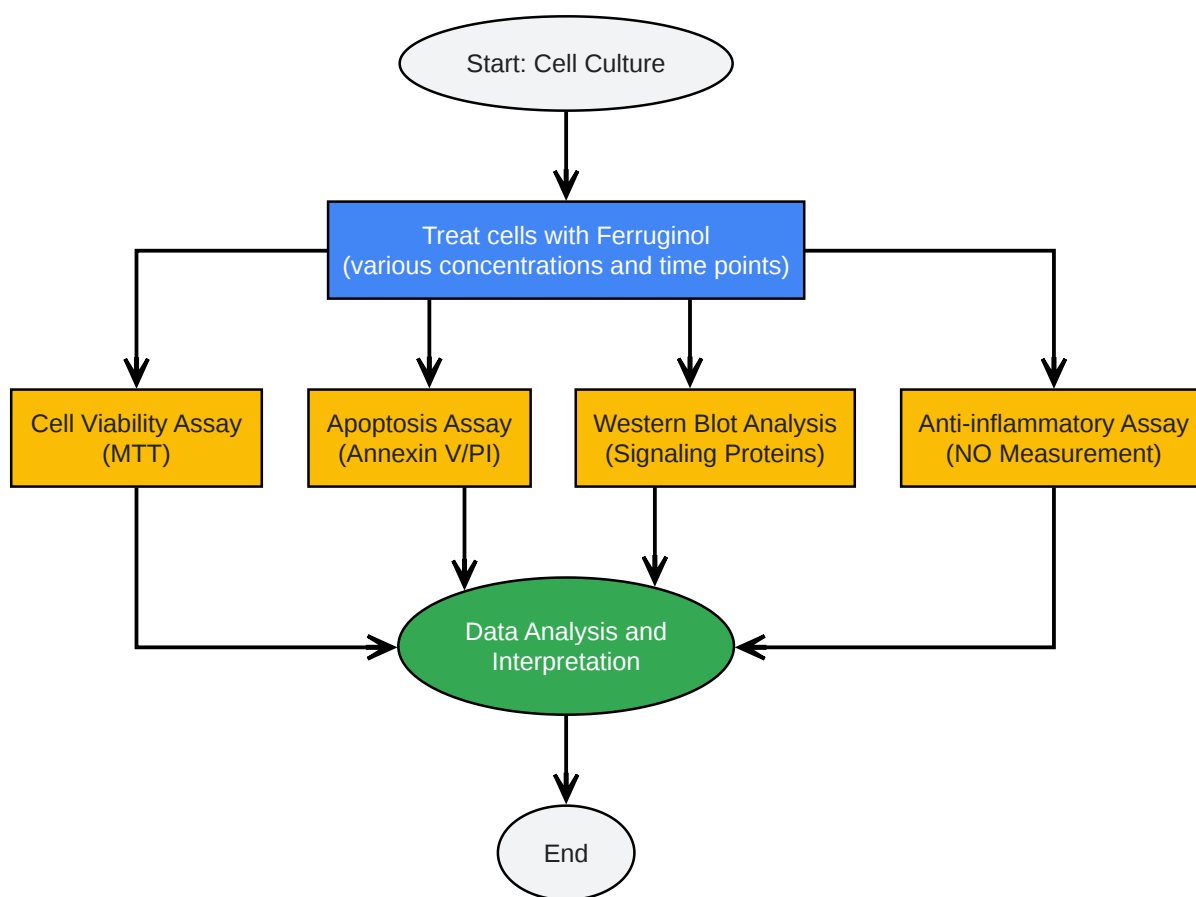 Start: Cell Culture
Treat cells with Ferruginol
(various concentrations and time points)
Cell Viability Assay
(MTT)
Apoptosis Assay
(Annexin V/PI)
Western Blot Analysis
(Signaling Proteins)
Anti-inflammatory Assay
(NO Measurement)
Data Analysis and
Interpretation
End